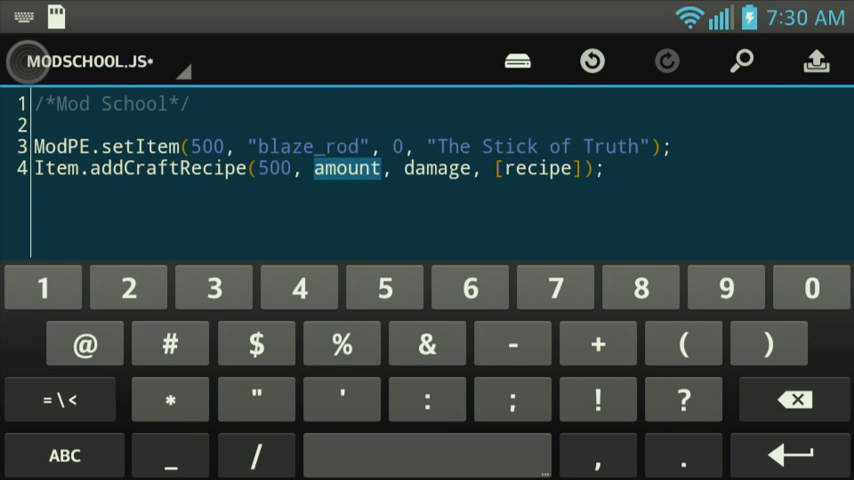 7:30 AM
MODSCHOOL.JS*
1 /*Mod School*/
2
3 ModPE.setItem(500, "blaze_rod", 0, "The Stick of Truth");
4 Item.addCraftRecipe(500, amount, damage, [recipe]);
1 2 3 4 5 6 7 8 9 0
@ # $ % & - + ( )
= \ < * " ' : ; ! ?
ABC _ / , .